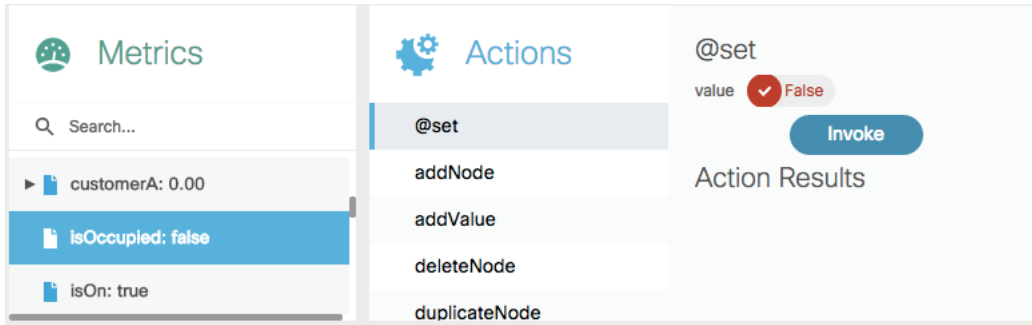 Metrics
Search...
customerA: 0.00
isOccupied: false
isOn: true
Actions
@set
addNode
addValue
deleteNode
duplicateNode
@set
value False
Invoke
Action Results